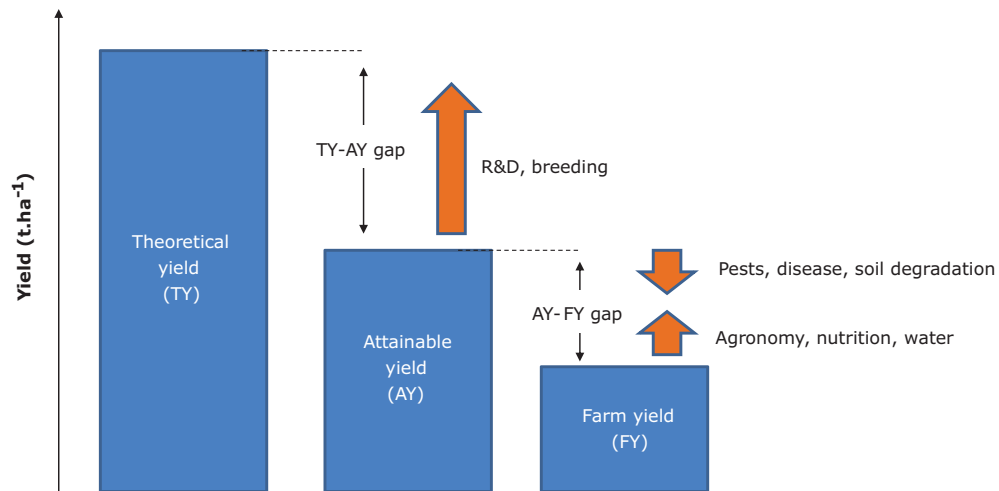 Yield (t.ha-1)
Theoretical
yield
(TY)
TY-AY gap
R&D, breeding
Attainable
yield
(AY)
AY- FY gap
Pests, disease, soil degradation
Agronomy, nutrition, water
Farm yield
(FY)